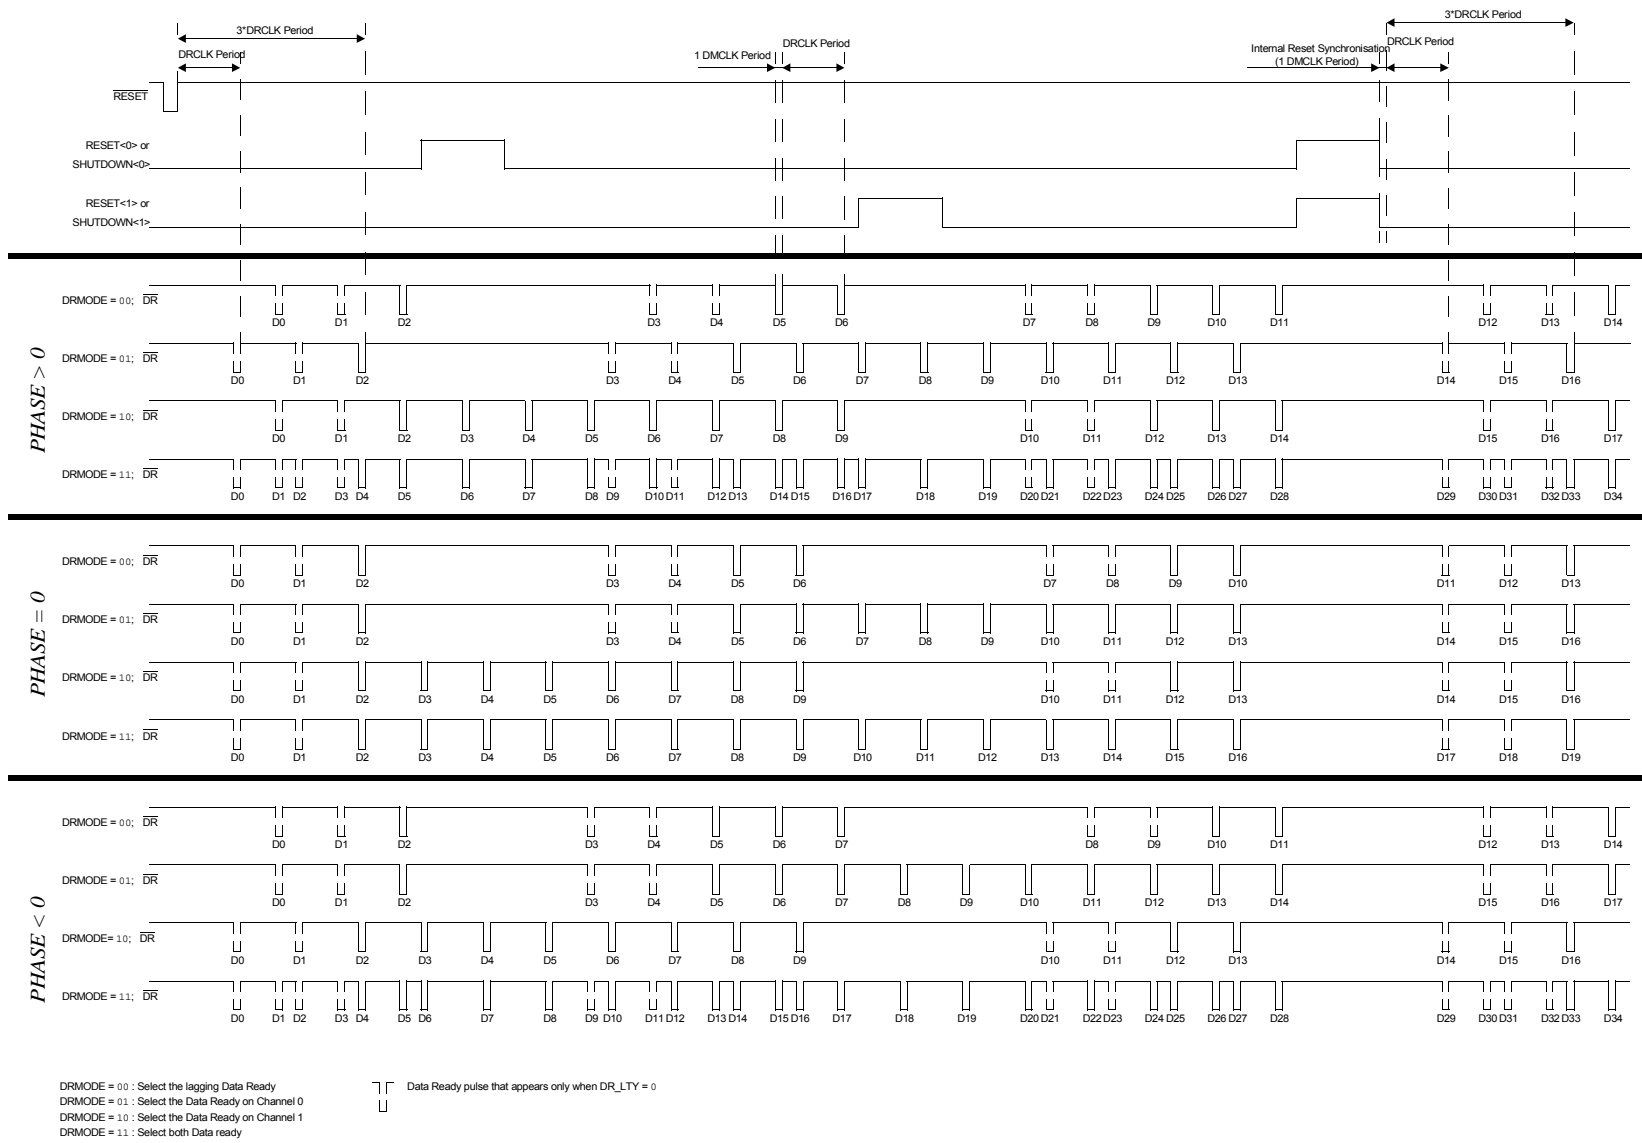 3*DRCLK Period
3*DRCLK Period
DRCLK Period
1 DMCLK Period
DRCLK Period
Internal Reset Synchronisation
(1 DMCLK Period)
DRCLK Period
RESET
RESET<0> or
SHUTDOWN<0>
RESET<1> or
SHUTDOWN<1>
PHASE > 0
DRMODE = 00; DR
D0 D1 D2 D3 D4 D5 D6 D7 D8 D9 D10 D11 D12 D13 D14
DRMODE = 01; DR
D0 D1 D2 D3 D4 D5 D6 D7 D8 D9 D10 D11 D12 D13 D14 D15 D16
DRMODE = 10; DR
D0 D1 D2 D3 D4 D5 D6 D7 D8 D9 D10 D11 D12 D13 D14 D15 D16 D17
DRMODE = 11; DR
D0 D1 D2 D3 D4 D5 D6 D7 D8 D9 D10 D11 D12 D13 D14 D15 D16 D17 D18 D19 D20 D21 D22 D23 D24 D25 D26 D27 D28 D29 D30 D31 D32 D33 D34
PHASE = 0
DRMODE = 00; DR
D0 D1 D2 D3 D4 D5 D6 D7 D8 D9 D10 D11 D12 D13
DRMODE = 01; DR
D0 D1 D2 D3 D4 D5 D6 D7 D8 D9 D10 D11 D12 D13 D14 D15 D16
DRMODE = 10; DR
D0 D1 D2 D3 D4 D5 D6 D7 D8 D9 D10 D11 D12 D13 D14 D15 D16
DRMODE = 11; DR
D0 D1 D2 D3 D4 D5 D6 D7 D8 D9 D10 D11 D12 D13 D14 D15 D16 D17 D18 D19
PHASE < 0
DRMODE = 00; DR
D0 D1 D2 D3 D4 D5 D6 D7 D8 D9 D10 D11 D12 D13 D14
DRMODE = 01; DR
D0 D1 D2 D3 D4 D5 D6 D7 D8 D9 D10 D11 D12 D13 D14 D15 D16 D17
DRMODE= 10; DR
D0 D1 D2 D3 D4 D5 D6 D7 D8 D9 D10 D11 D12 D13 D14 D15 D16
DRMODE = 11; DR
D0 D1 D2 D3 D4 D5 D6 D7 D8 D9 D10 D11 D12 D13 D14 D15 D16 D17 D18 D19 D20 D21 D22 D23 D24 D25 D26 D27 D28 D29 D30 D31 D32 D33 D34
DRMODE = 00 : Select the lagging Data Ready
DRMODE = 01 : Select the Data Ready on Channel 0
DRMODE = 10 : Select the Data Ready on Channel 1
DRMODE = 11 : Select both Data ready
Data Ready pulse that appears only when DR_LTY = 0